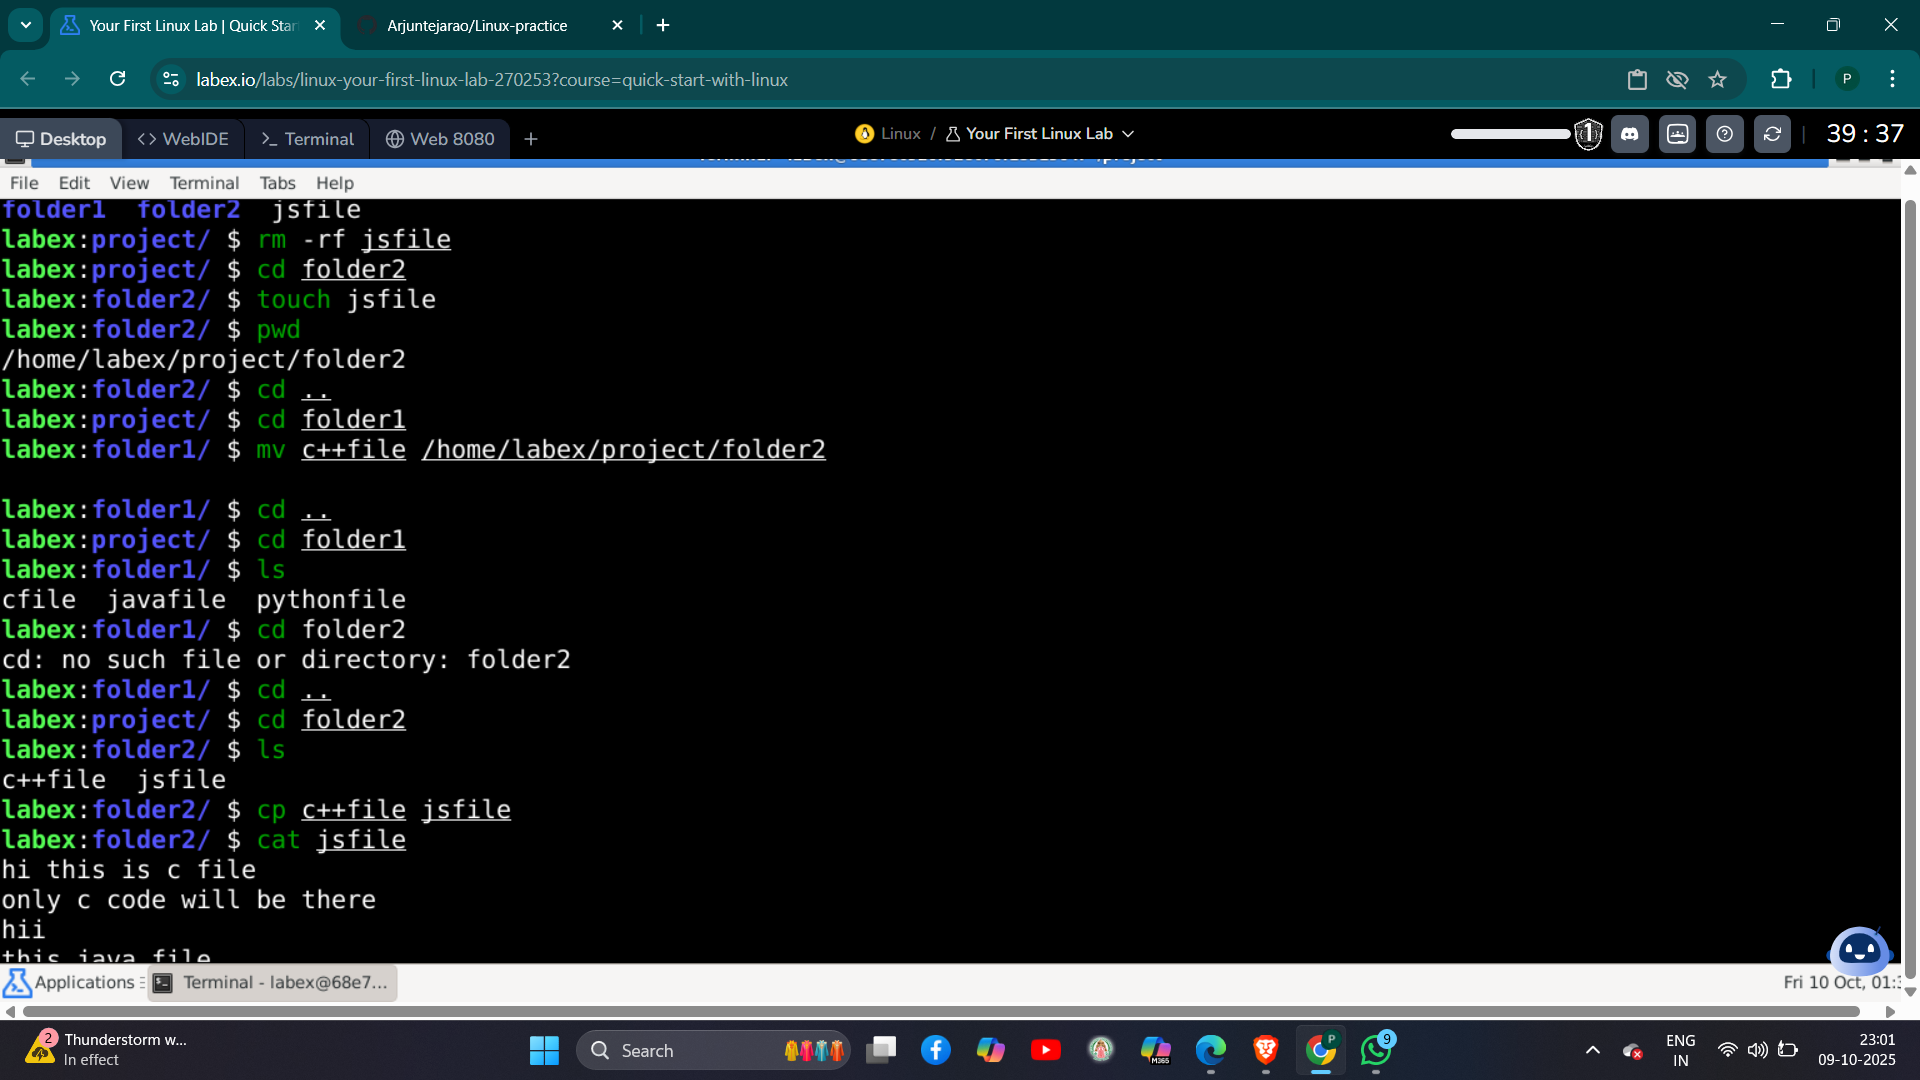 Your First Linux Lab | Quick Star
Arjuntejarao/Linux-practice
labex.io/labs/linux-your-first-linux-lab-270253?course=quick-start-with-linux
P
Desktop
WebIDE
Terminal
Web 8080
Linux / Your First Linux Lab
1
39 : 37
File Edit View Terminal Tabs Help
folder1 folder2 jsfile
labex:project/ $ rm -rf jsfile
labex:project/ $ cd folder2
labex:folder2/ $ touch jsfile
labex:folder2/ $ pwd
/home/labex/project/folder2
labex:folder2/ $ cd ..
labex:project/ $ cd folder1
labex:folder1/ $ mv c++file /home/labex/project/folder2
labex:folder1/ $ cd ..
labex:project/ $ cd folder1
labex:folder1/ $ ls
cfile javafile pythonfile
labex:folder1/ $ cd folder2
cd: no such file or directory: folder2
labex:folder1/ $ cd ..
labex:project/ $ cd folder2
labex:folder2/ $ ls
c++file jsfile
labex:folder2/ $ cp c++file jsfile
labex:folder2/ $ cat jsfile
hi this is c file
only c code will be there
hii
this java file
Applications
Terminal - labex@68e7...
Fri 10 Oct, 01:3
2
Thunderstorm w...
In effect
Search
M365
P
9
ENG
IN
23:01
09-10-2025